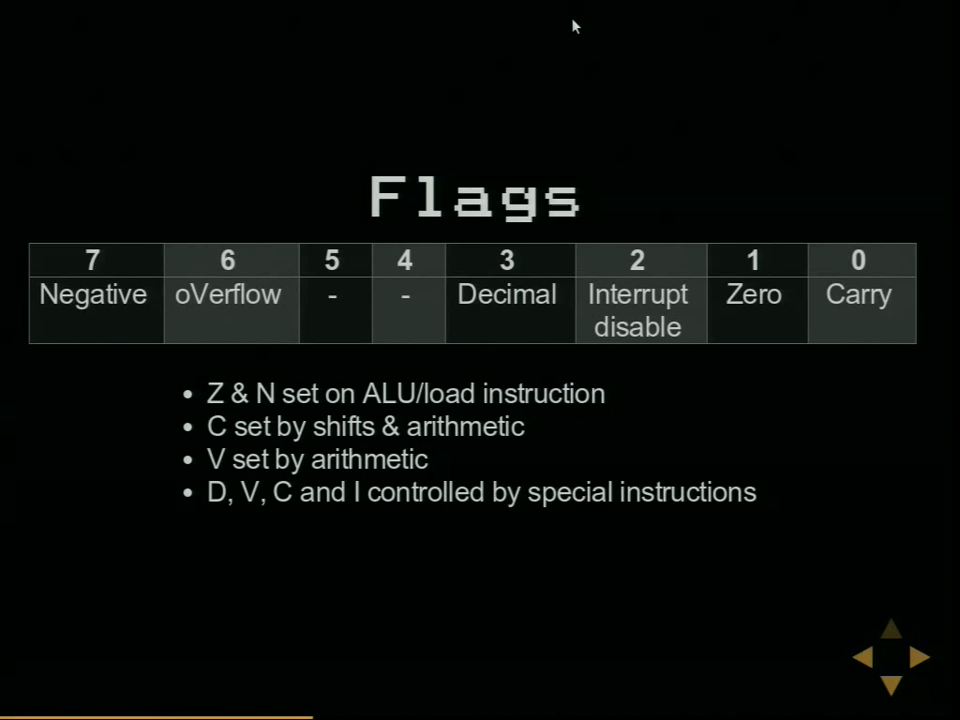 Flags
7 6 5 4 3 2 1 0
Negative oVerflow - - Decimal Interrupt Zero Carry
disable
• Z & N set on ALU/load instruction
• C set by shifts & arithmetic
• V set by arithmetic
• D, V, C and I controlled by special instructions